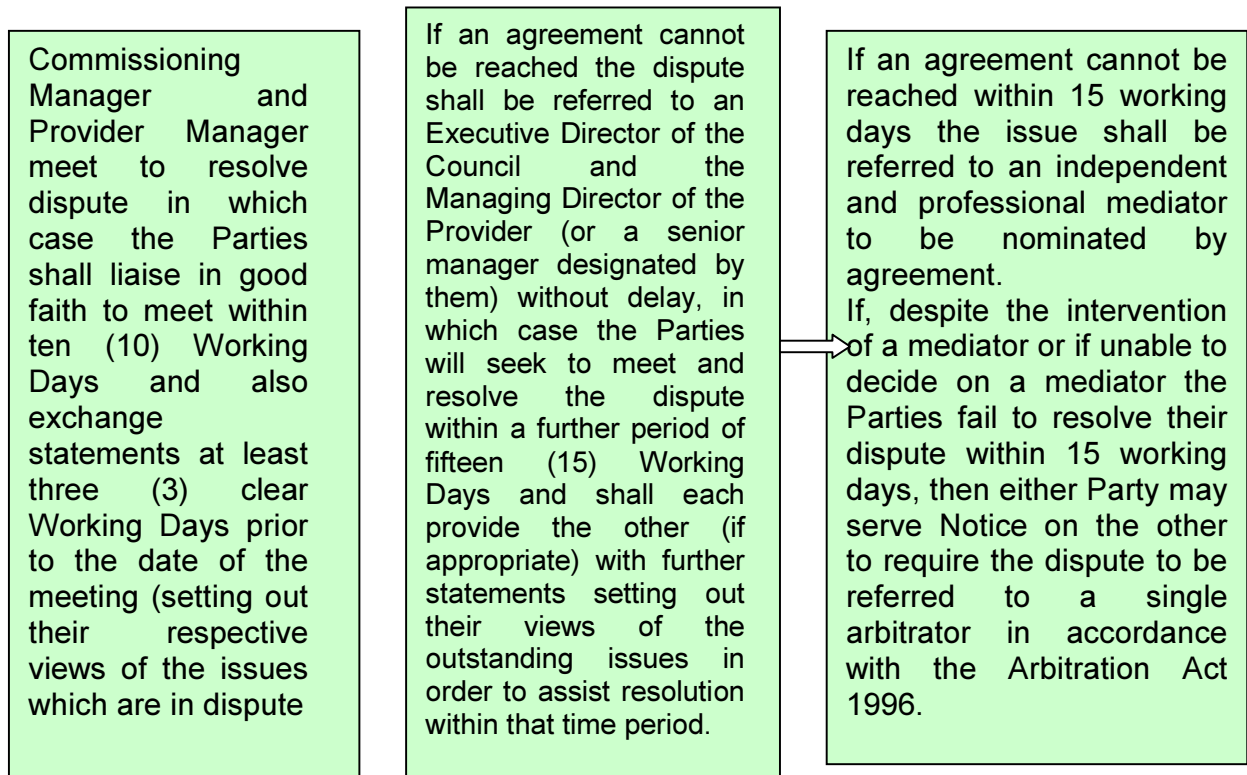 Commissioning
Manager and
Provider Manager
meet to resolve
dispute in which
case the Parties
shall liaise in good
faith to meet within
ten (10) Working
Days and also
exchange
statements at least
three (3) clear
Working Days prior
to the date of the
meeting (setting out
their respective
views of the issues
which are in dispute
If an agreement cannot
be reached the dispute
shall be referred to an
Executive Director of the
Council and the
Managing Director of the
Provider (or a senior
manager designated by
them) without delay, in
which case the Parties
will seek to meet and
resolve the dispute
within a further period of
fifteen (15) Working
Days and shall each
provide the other (if
appropriate) with further
statements setting out
their views of the
outstanding issues in
order to assist resolution
within that time period.
If an agreement cannot be
reached within 15 working
days the issue shall be
referred to an independent
and professional mediator
to be nominated by
agreement.
If, despite the intervention
of a mediator or if unable to
decide on a mediator the
Parties fail to resolve their
dispute within 15 working
days, then either Party may
serve Notice on the other
to require the dispute to be
referred to a single
arbitrator in accordance
with the Arbitration Act
1996.